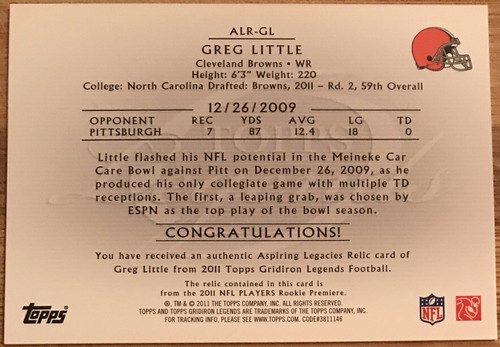 ALR-GL
GREG LITTLE
Cleveland Browns • WR
Height: 6'3" Weight: 220
College: North Carolina Drafted: Browns, 2011 – Rd. 2, 59th Overall
12/26/2009
OPPONENT REC YDS AVG LG TD
PITTSBURGH 7 87 12.4 18 0
TOPPS
Little flashed his NFL potential in the Meineke Car
Care Bowl against Pitt on December 26, 2009, as
he produced his only collegiate game with multiple TD
receptions. The first, a leaping grab, was chosen by
ESPN as the top play of the bowl season.
CONGRATULATIONS!
You have received an authentic Aspiring Legacies Relic card of
Greg Little from 2011 Topps Gridiron Legends Football.
The relic contained in this card is
from the 2011 NFL PLAYERS Rookie Premiere.
®, TM & © 2011 THE TOPPS COMPANY, INC. ALL RIGHTS RESERVED.
TOPPS AND TOPPS GRIDIRON LEGENDS ARE TRADEMARKS OF THE TOPPS COMPANY, INC.
FOR TRACKING INFO, PLEASE SEE WWW.TOPPS.COM. CODE#3811146
Topps
NFL